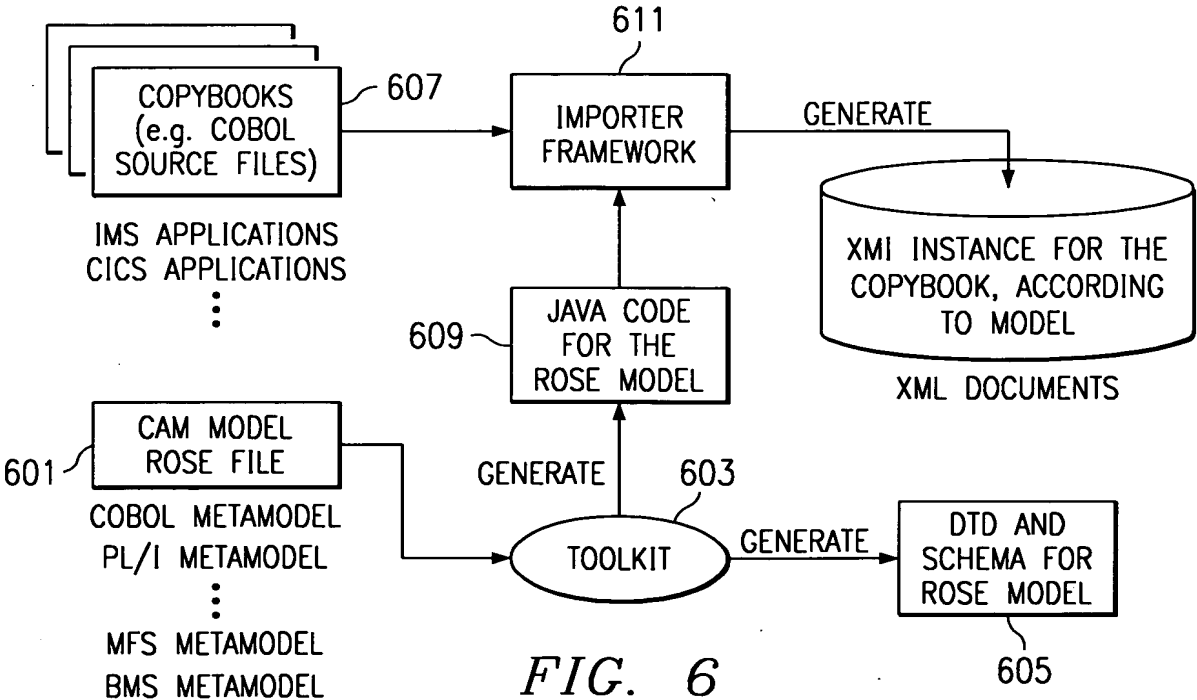 611
COPYBOOKS
(e.g. COBOL
SOURCE FILES)
607
IMPORTER
FRAMEWORK
GENERATE
IMS APPLICATIONS
CICS APPLICATIONS
XMI INSTANCE FOR THE
COPYBOOK, ACCORDING
TO MODEL
609
JAVA CODE
FOR THE
ROSE MODEL
XML DOCUMENTS
601
CAM MODEL
ROSE FILE
GENERATE
603
COBOL METAMODEL
PL/I METAMODEL
TOOLKIT
GENERATE
DTD AND
SCHEMA FOR
ROSE MODEL
605
MFS METAMODEL
BMS METAMODEL
FIG. 6